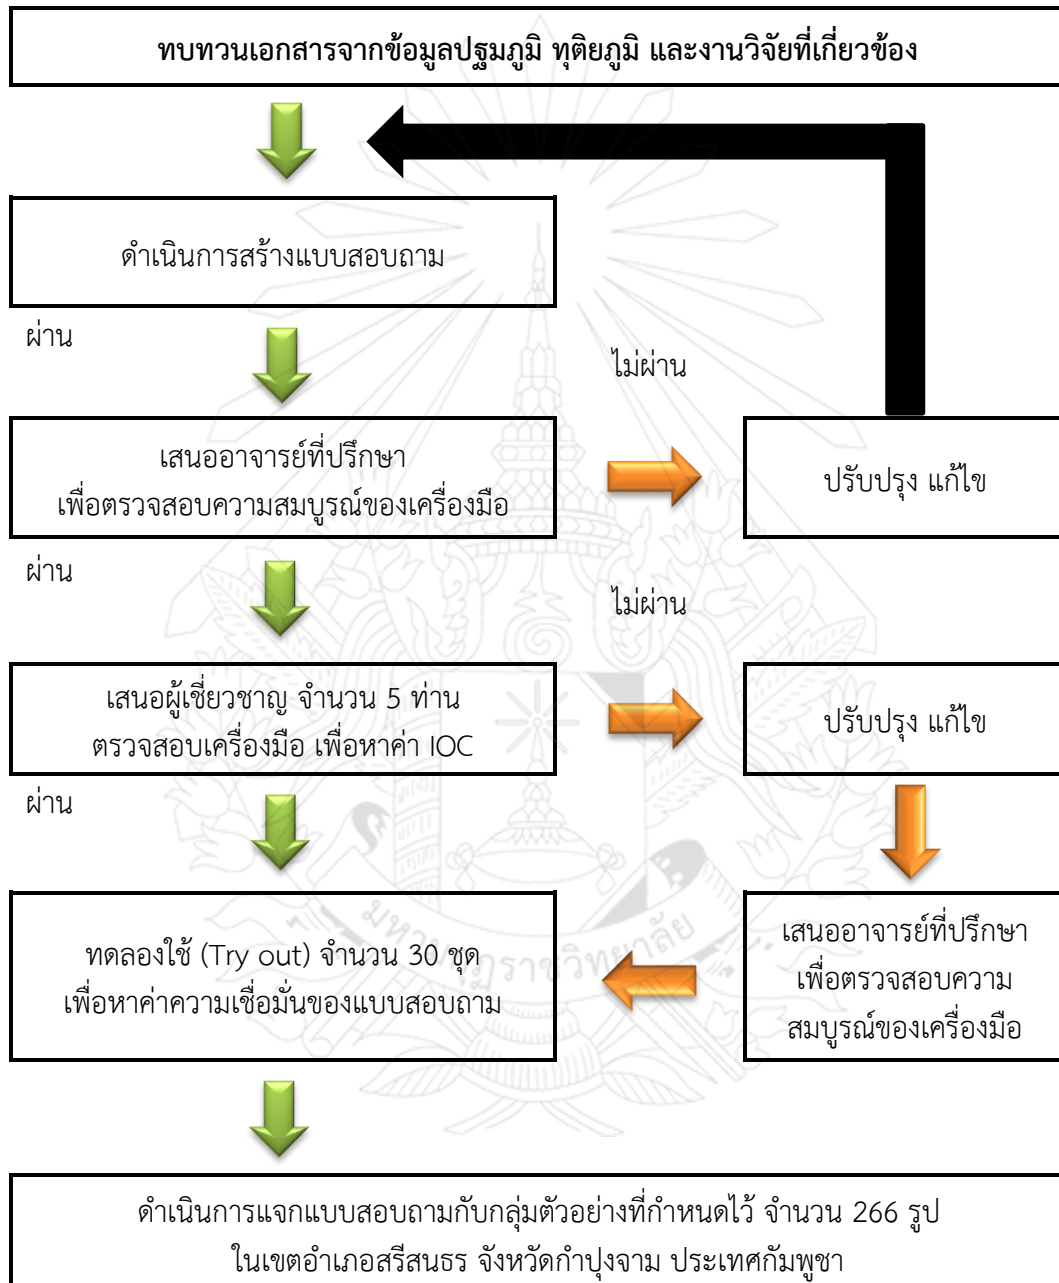 ทบทวนเอกสารจากข้อมูลปฐมภูมิ ทุติยภูมิ และงานวิจัยที่เกี่ยวข้อง
ดำเนินการสร้างแบบสอบถาม
ผ่าน
ไม่ผ่าน
เสนออาจารย์ที่ปรึกษา
เพื่อตรวจสอบความสมบูรณ์ของเครื่องมือ
ปรับปรุง แก้ไข
ผ่าน
ไม่ผ่าน
เสนอผู้เชี่ยวชาญ จำนวน 5 ท่าน
ตรวจสอบเครื่องมือ เพื่อหาค่า IOC
ปรับปรุง แก้ไข
ผ่าน
ทดลองใช้ (Try out) จำนวน 30 ชุด
เพื่อหาค่าความเชื่อมั่นของแบบสอบถาม
เสนออาจารย์ที่ปรึกษา
เพื่อตรวจสอบความ
สมบูรณ์ของเครื่องมือ
ดำเนินการแจกแบบสอบถามกับกลุ่มตัวอย่างที่กำหนดไว้ จำนวน 266 รูป
ในเขตอำเภอสรีสนธร จังหวัดกำปุงจาม ประเทศกัมพูชา